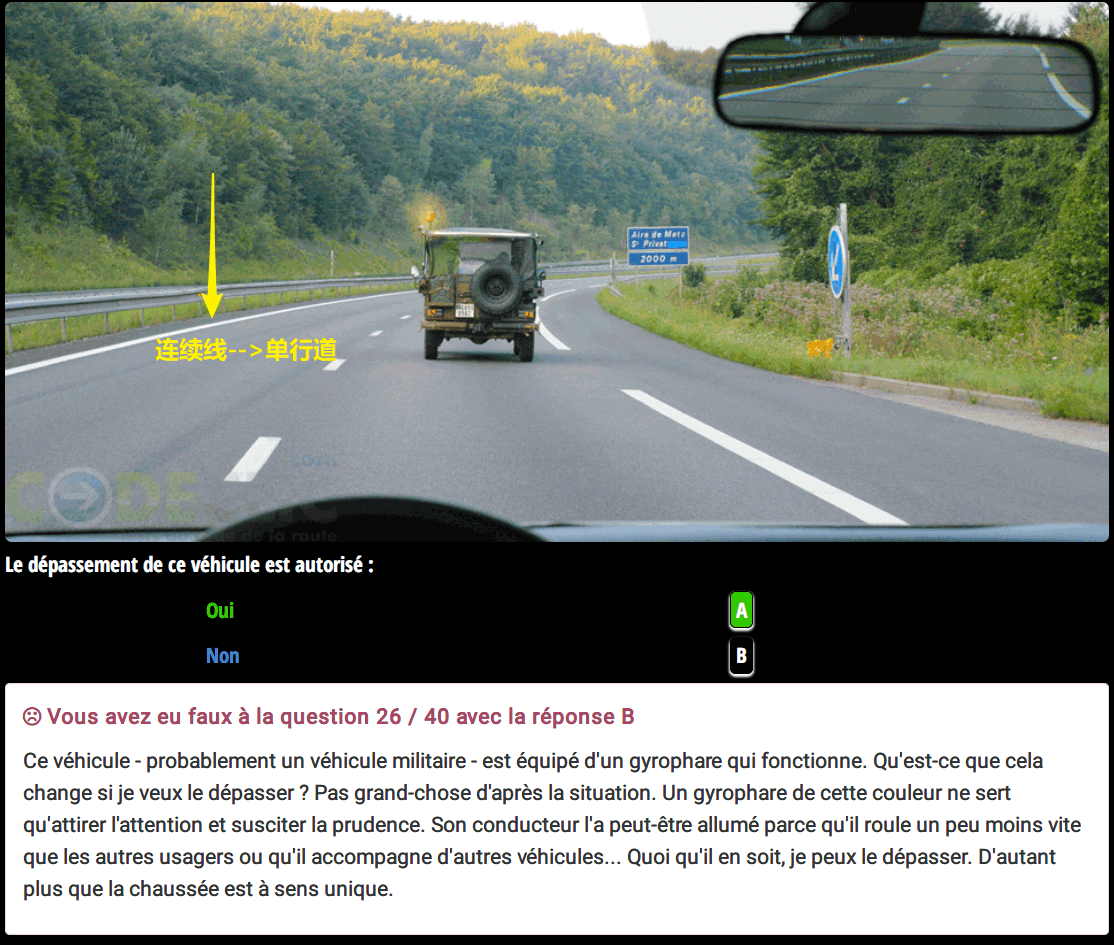 Aire de Metz
St Privat
2000 m
连续线-->单行道
CODE
.com
de la route
Le dépassement de ce véhicule est autorisé :
Oui
A
Non
B
Vous avez eu faux à la question 26 / 40 avec la réponse B
Ce véhicule - probablement un véhicule militaire - est équipé d'un gyrophare qui fonctionne. Qu'est-ce que cela
change si je veux le dépasser ? Pas grand-chose d'après la situation. Un gyrophare de cette couleur ne sert
qu'attirer l'attention et susciter la prudence. Son conducteur l'a peut-être allumé parce qu'il roule un peu moins vite
que les autres usagers ou qu'il accompagne d'autres véhicules... Quoi qu'il en soit, je peux le dépasser. D'autant
plus que la chaussée est à sens unique.